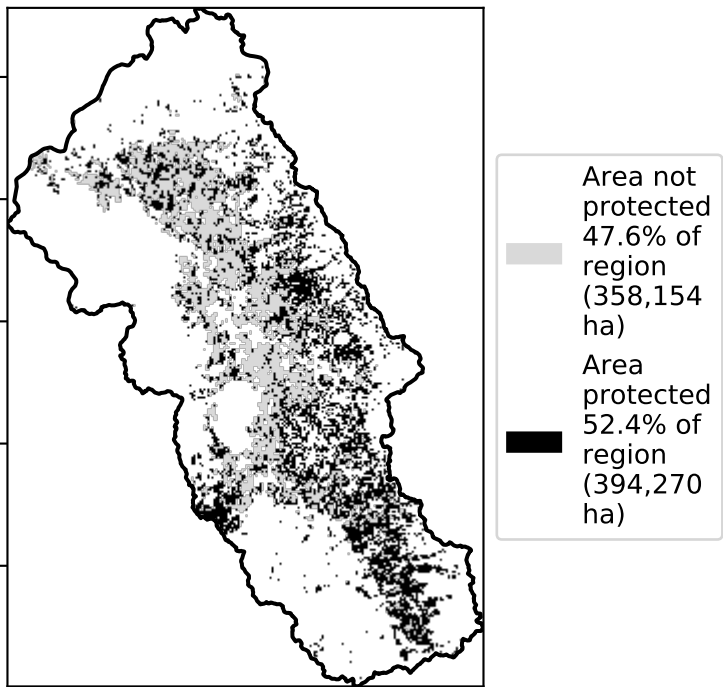 Area not
protected
47.6% of
region
(358,154
ha)
Area
protected
52.4% of
region
(394,270
ha)